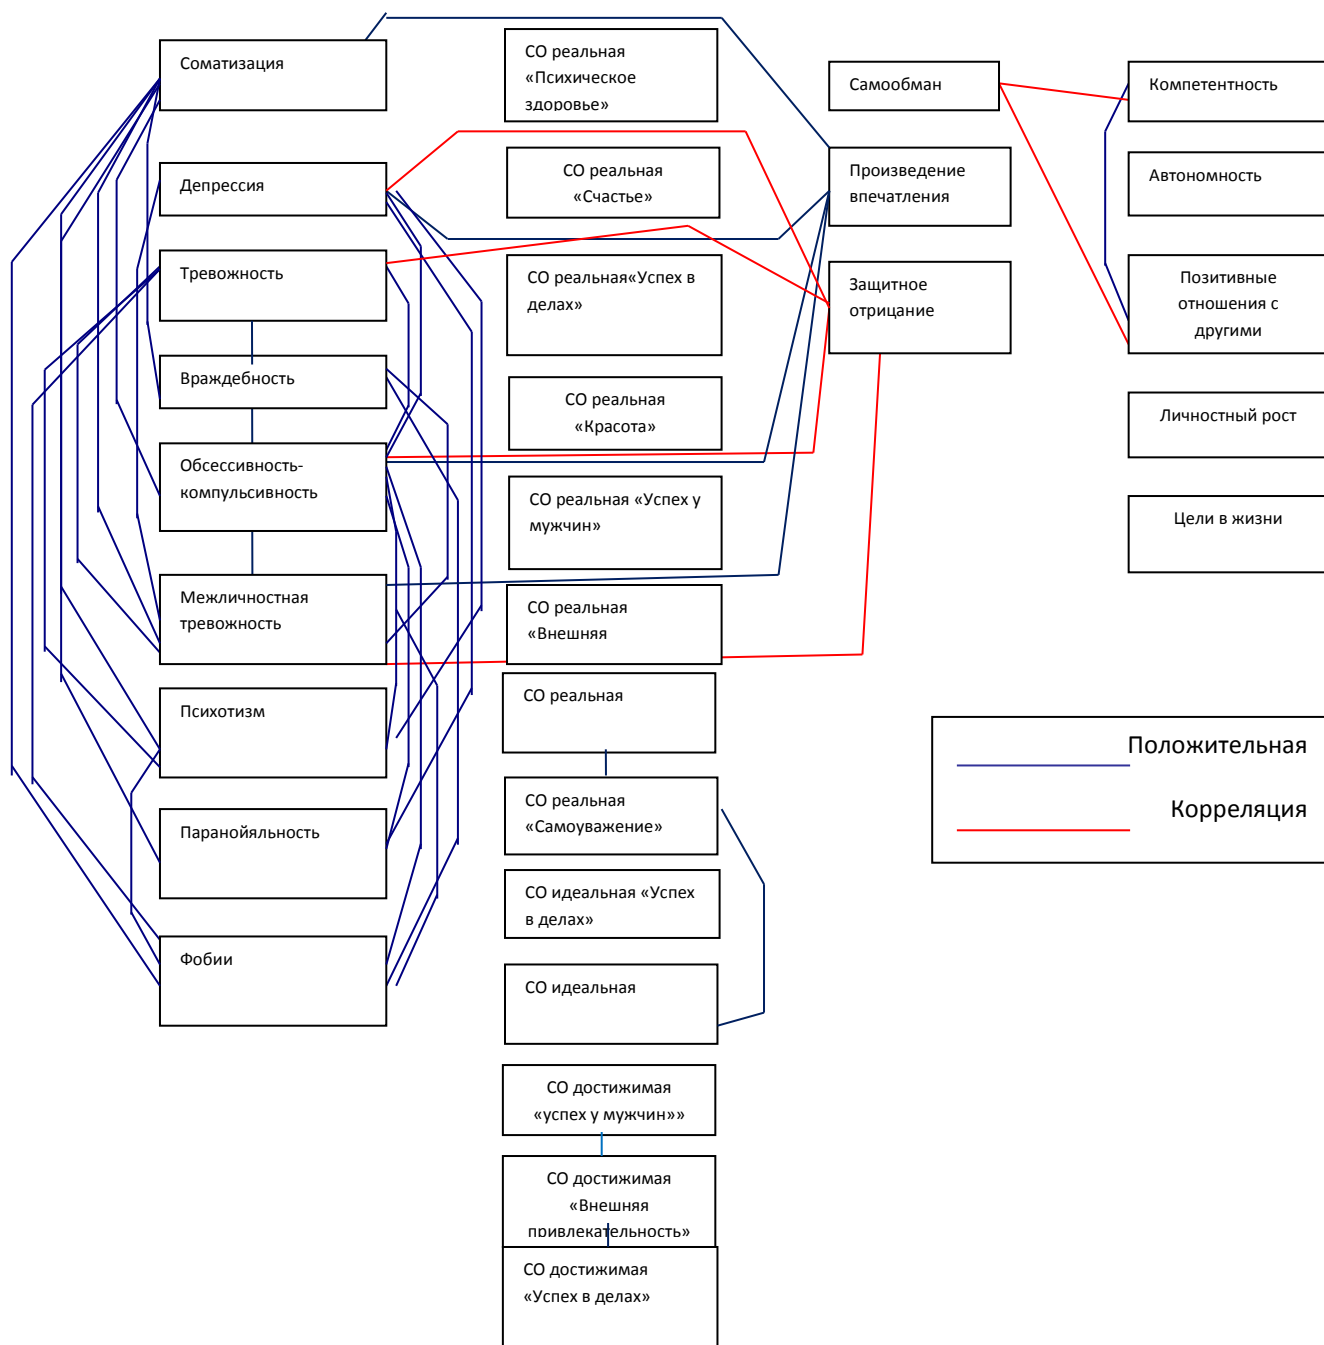 Соматизация
Депрессия
Тревожность
Враждебность
Обсессивность-
компульсивность
Межличностная
тревожность
Психотизм
Паранойяльность
Фобии
СО реальная
«Психическое
здоровье»
СО реальная
«Счастье»
СО реальная«Успех в
делах»
СО реальная
«Красота»
СО реальная «Успех у
мужчин»
СО реальная
«Внешняя
СО реальная
СО реальная
«Самоуважение»
СО идеальная «Успех
в делах»
СО идеальная
СО достижимая
«успех у мужчин»»
СО достижимая
«Внешняя
привлекательность»
СО достижимая
«Успех в делах»
Самообман
Произведение
впечатления
Защитное
отрицание
Компетентность
Автономность
Позитивные
отношения с
другими
Личностный рост
Цели в жизни
Положительная
Корреляция